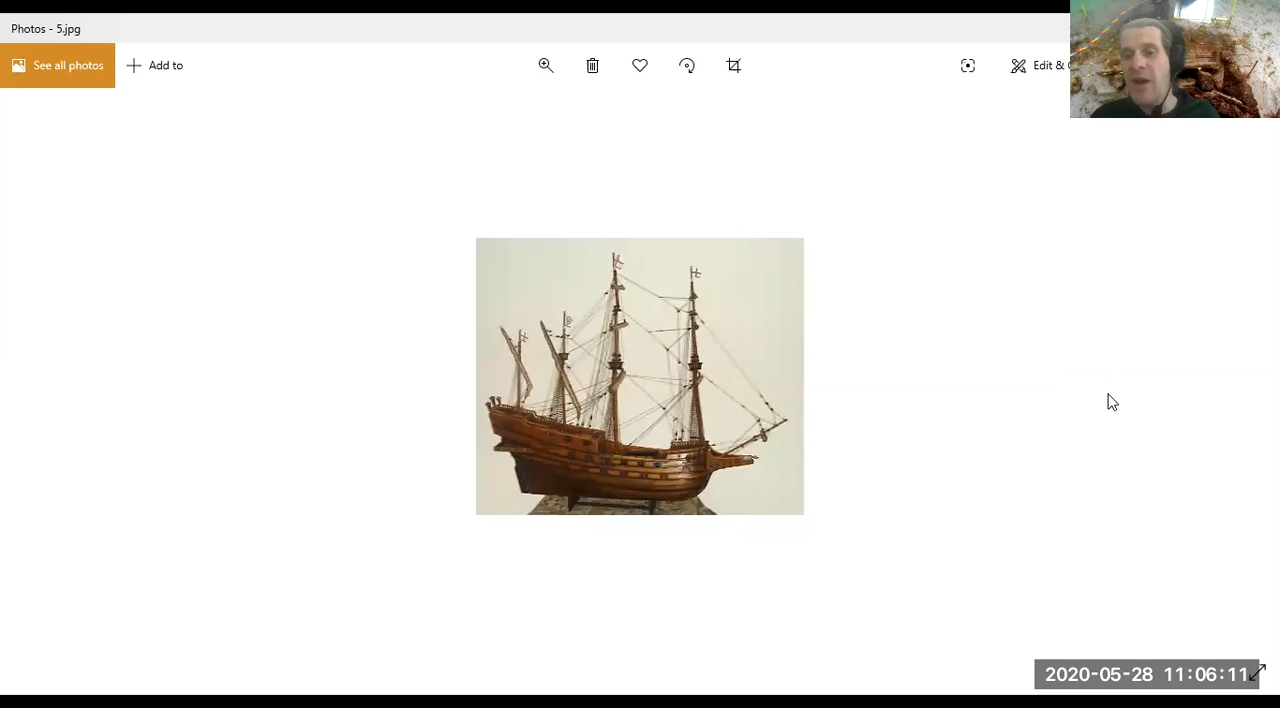 Photos - 5.jpg
See all photos
Add to
Edit &
2020-05-28 11:06:11